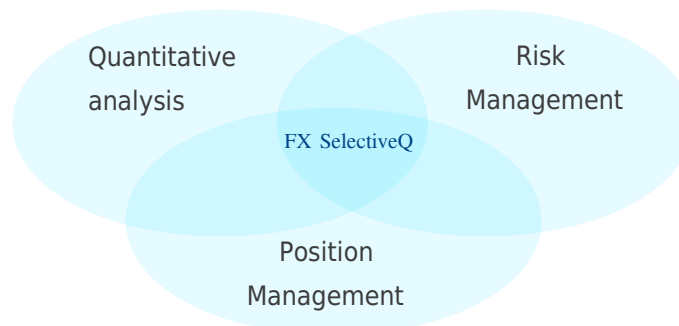 Quantitative
analysis
Risk
Management
FX SelectiveQ
Position
Management